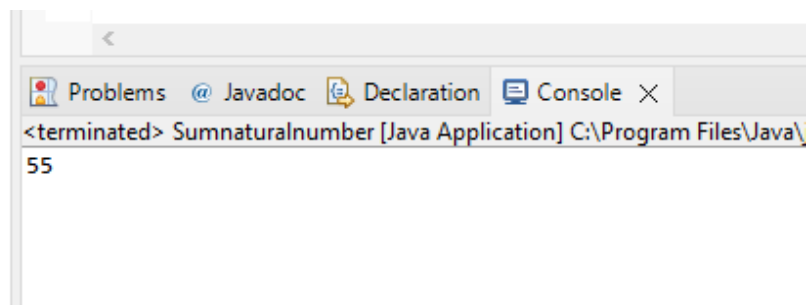 Problems @ Javadoc Declaration Console
<terminated> Sumnaturalnumber [Java Application] C:\Program Files\Java\
55